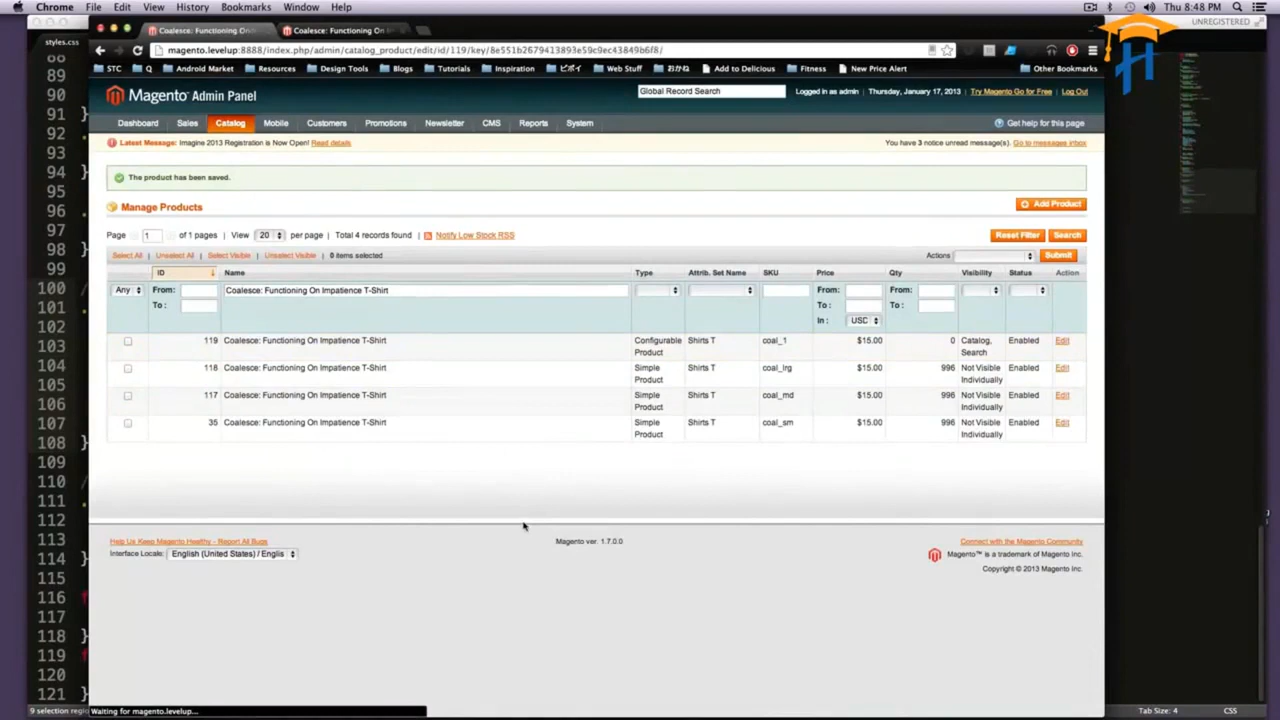 Chrome File Edit View History Bookmarks Window Help Thu 8:48 PM
UNREGISTERED
styles.css
Coalesce: Functioning On Coalesce: Functioning On
magento.levelup:8888/index.php/admin/catalog_product/edit/id/119/key/8e551b2679413893e59c9ec43849b6f8/
STC Q Android Market Resources Design Tools Blogs Tutorials Inspiration ビボイ Web Stuff おかね Add to Delicious Fitness New Price Alert Other Bookmarks
Magento Admin Panel Global Record Search Logged in as admin | Thursday, January 17, 2013 | Try Magento Go for Free | Log Out
Dashboard Sales Catalog Mobile Customers Promotions Newsletter CMS Reports System Get help for this page
Latest Message: Imagine 2013 Registration is Now Open! Read details You have 3 notice unread message(s). Go to messages inbox
The product has been saved.
Manage Products Add Product
Page 1 of 1 pages | View 20 per page | Total 4 records found | Notify Low Stock RSS Reset Filter Search
Select All | Unselect All | Select Visible | Unselect Visible | 0 items selected Actions Submit
ID Name Type Attrib. Set Name SKU Price Qty Visibility Status Action
Any From: Coalesce: Functioning On Impatience T-Shirt From: From:
To : To : To :
In : USD
119 Coalesce: Functioning On Impatience T-Shirt Configurable Product Shirts T coal_1 $15.00 0 Catalog, Search Enabled Edit
118 Coalesce: Functioning On Impatience T-Shirt Simple Product Shirts T coal_lrg $15.00 996 Not Visible Individually Enabled Edit
117 Coalesce: Functioning On Impatience T-Shirt Simple Product Shirts T coal_md $15.00 996 Not Visible Individually Enabled Edit
35 Coalesce: Functioning On Impatience T-Shirt Simple Product Shirts T coal_sm $15.00 996 Not Visible Individually Enabled Edit
Help Us Keep Magento Healthy - Report All Bugs Magento ver. 1.7.0.0 Connect with the Magento Community
Interface Locale: English (United States) / Englis Magento™ is a trademark of Magento Inc.
Copyright © 2013 Magento Inc.
88
89
90
91 }
92 .
93
94 }
95
96 .
97
98 }
99
100 /
101 .
102
103
104
105
106
107
108 }
109
110 /
111 .
112
113
114 }
115
116 f
117
118 }
119 f
120
121 }
9 selection regio
Waiting for magento.levelup...
Tab Size: 4 CSS